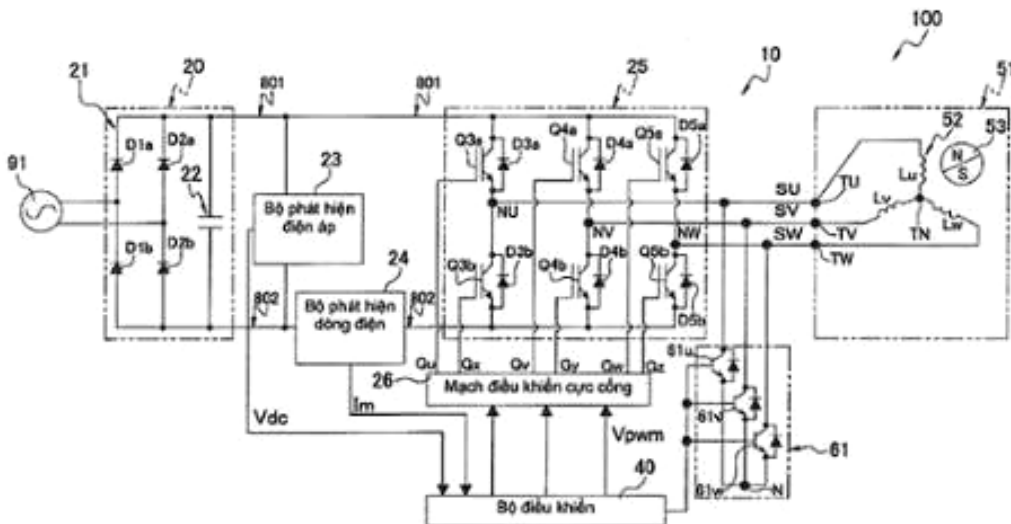 100
10
51
21
20
801
801
25
52
53
D1a
D2a
Q3a
D3a
Q4a
D4a
Q5a
D5a
N
S
91
22
23
Lu
Bộ phát hiện
điện áp
SU
TU
NU
SV
Lv
NV
NW
SW
TV
TN
Lw
TW
D1b
D2b
24
Q3b
D3b
Q4b
D4b
Q5b
802
Bộ phát hiện
dòng điện
802
D5b
61u
26
Gu
Gx
Gv
Gy
Gw
Gz
Mạch điều khiển cực cổng
Im
61v
Vdc
Vpwm
61
40
61w
N
Bộ điều khiển